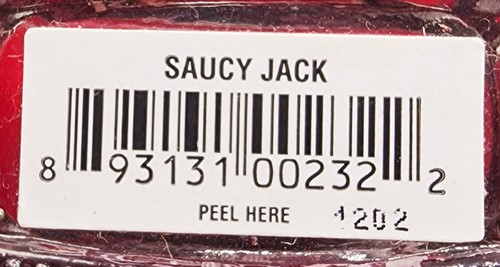 SAUCY JACK
8 93131 00232 2
PEEL HERE 1202